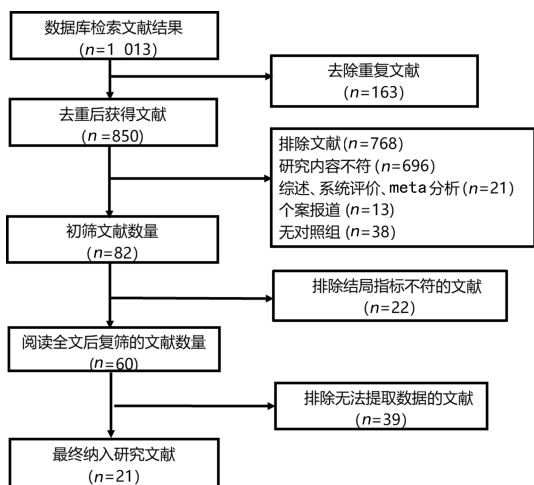 数据库检索文献结果
(n=1 013)
去除重复文献
(n=163)
去重后获得文献
(n=850)
排除文献(n=768)
研究内容不符(n=696)
综述、系统评价、meta分析(n=21)
个案报道(n=13)
无对照组(n=38)
初筛文献数量
(n=82)
排除结局指标不符的文献
(n=22)
阅读全文后复筛的文献数量
(n=60)
排除无法提取数据的文献
(n=39)
最终纳入研究文献
(n=21)